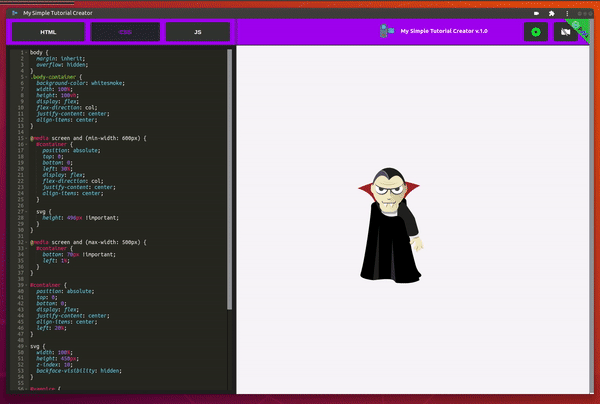 My Simple Tutorial Creator
HTML
CSS
JS
My Simple Tutorial Creator v.1.0
1 body {
2 margin: inherit;
3 overflow: hidden;
4 }
5 .body-container {
6 background-color: whitesmoke;
7 width: 100%;
8 height: 100vh;
9 display: flex;
10 flex-direction: col;
11 justify-content: center;
12 align-items: center;
13 }
14
15 @media screen and (min-width: 600px) {
16 #container {
17 position: absolute;
18 top: 0;
19 bottom: 0;
20 left: 30%;
21 display: flex;
22 flex-direction: col;
23 justify-content: center;
24 align-items: center;
25 }
26
27 svg {
28 height: 400px !important;
29 }
30 }
31
32 @media screen and (max-width: 500px) {
33 #container {
34 bottom: 70px !important;
35 left: 1%;
36 }
37 }
38
39 #container {
40 position: absolute;
41 top: 0;
42 bottom: 0;
43 display: flex;
44 justify-content: center;
45 align-items: center;
46 left: 20%;
47 }
48
49 svg {
50 width: 100%;
51 height: 450px;
52 z-index: 10;
53 backface-visibility: hidden;
54 }
55
56 #vampire {